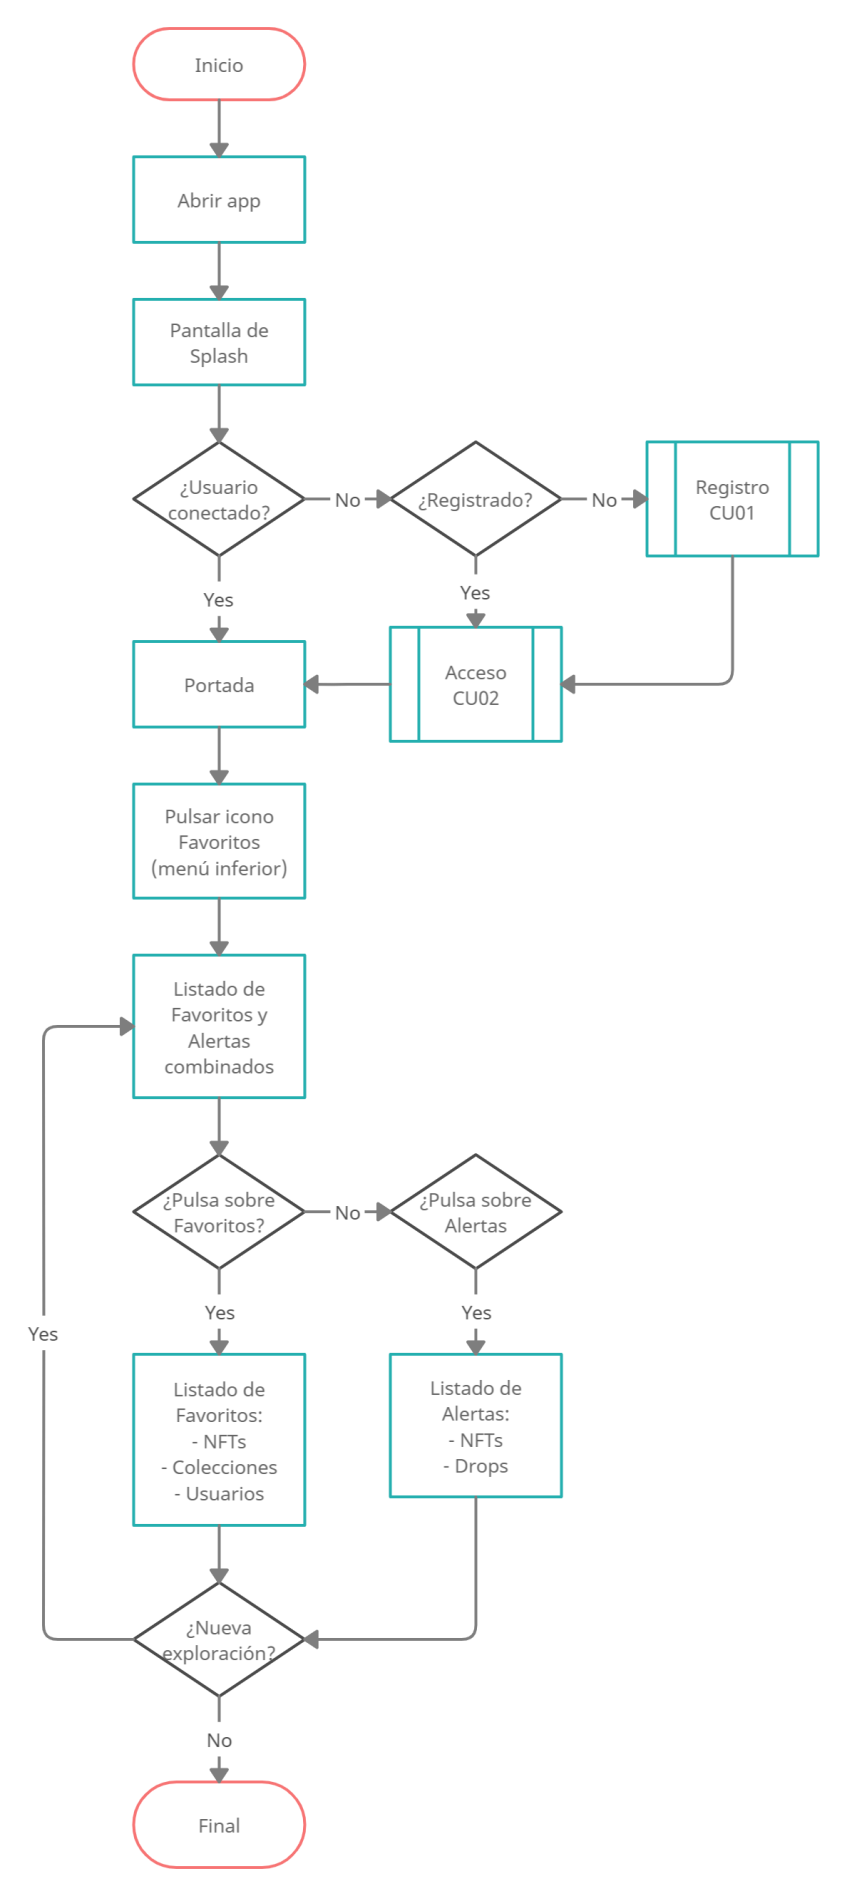 Inicio
Abrir app
Pantalla de
Splash
¿Usuario
conectado?
No
¿Registrado?
No
Registro
CU01
Yes
Yes
Portada
Acceso
CU02
Pulsar icono
Favoritos
(menú inferior)
Listado de
Favoritos y
Alertas
combinados
¿Pulsa sobre
Favoritos?
No
¿Pulsa sobre
Alertas
Yes
Yes
Yes
Listado de
Favoritos:
- NFTs
- Colecciones
- Usuarios
Listado de
Alertas:
- NFTs
- Drops
¿Nueva
exploración?
No
Final